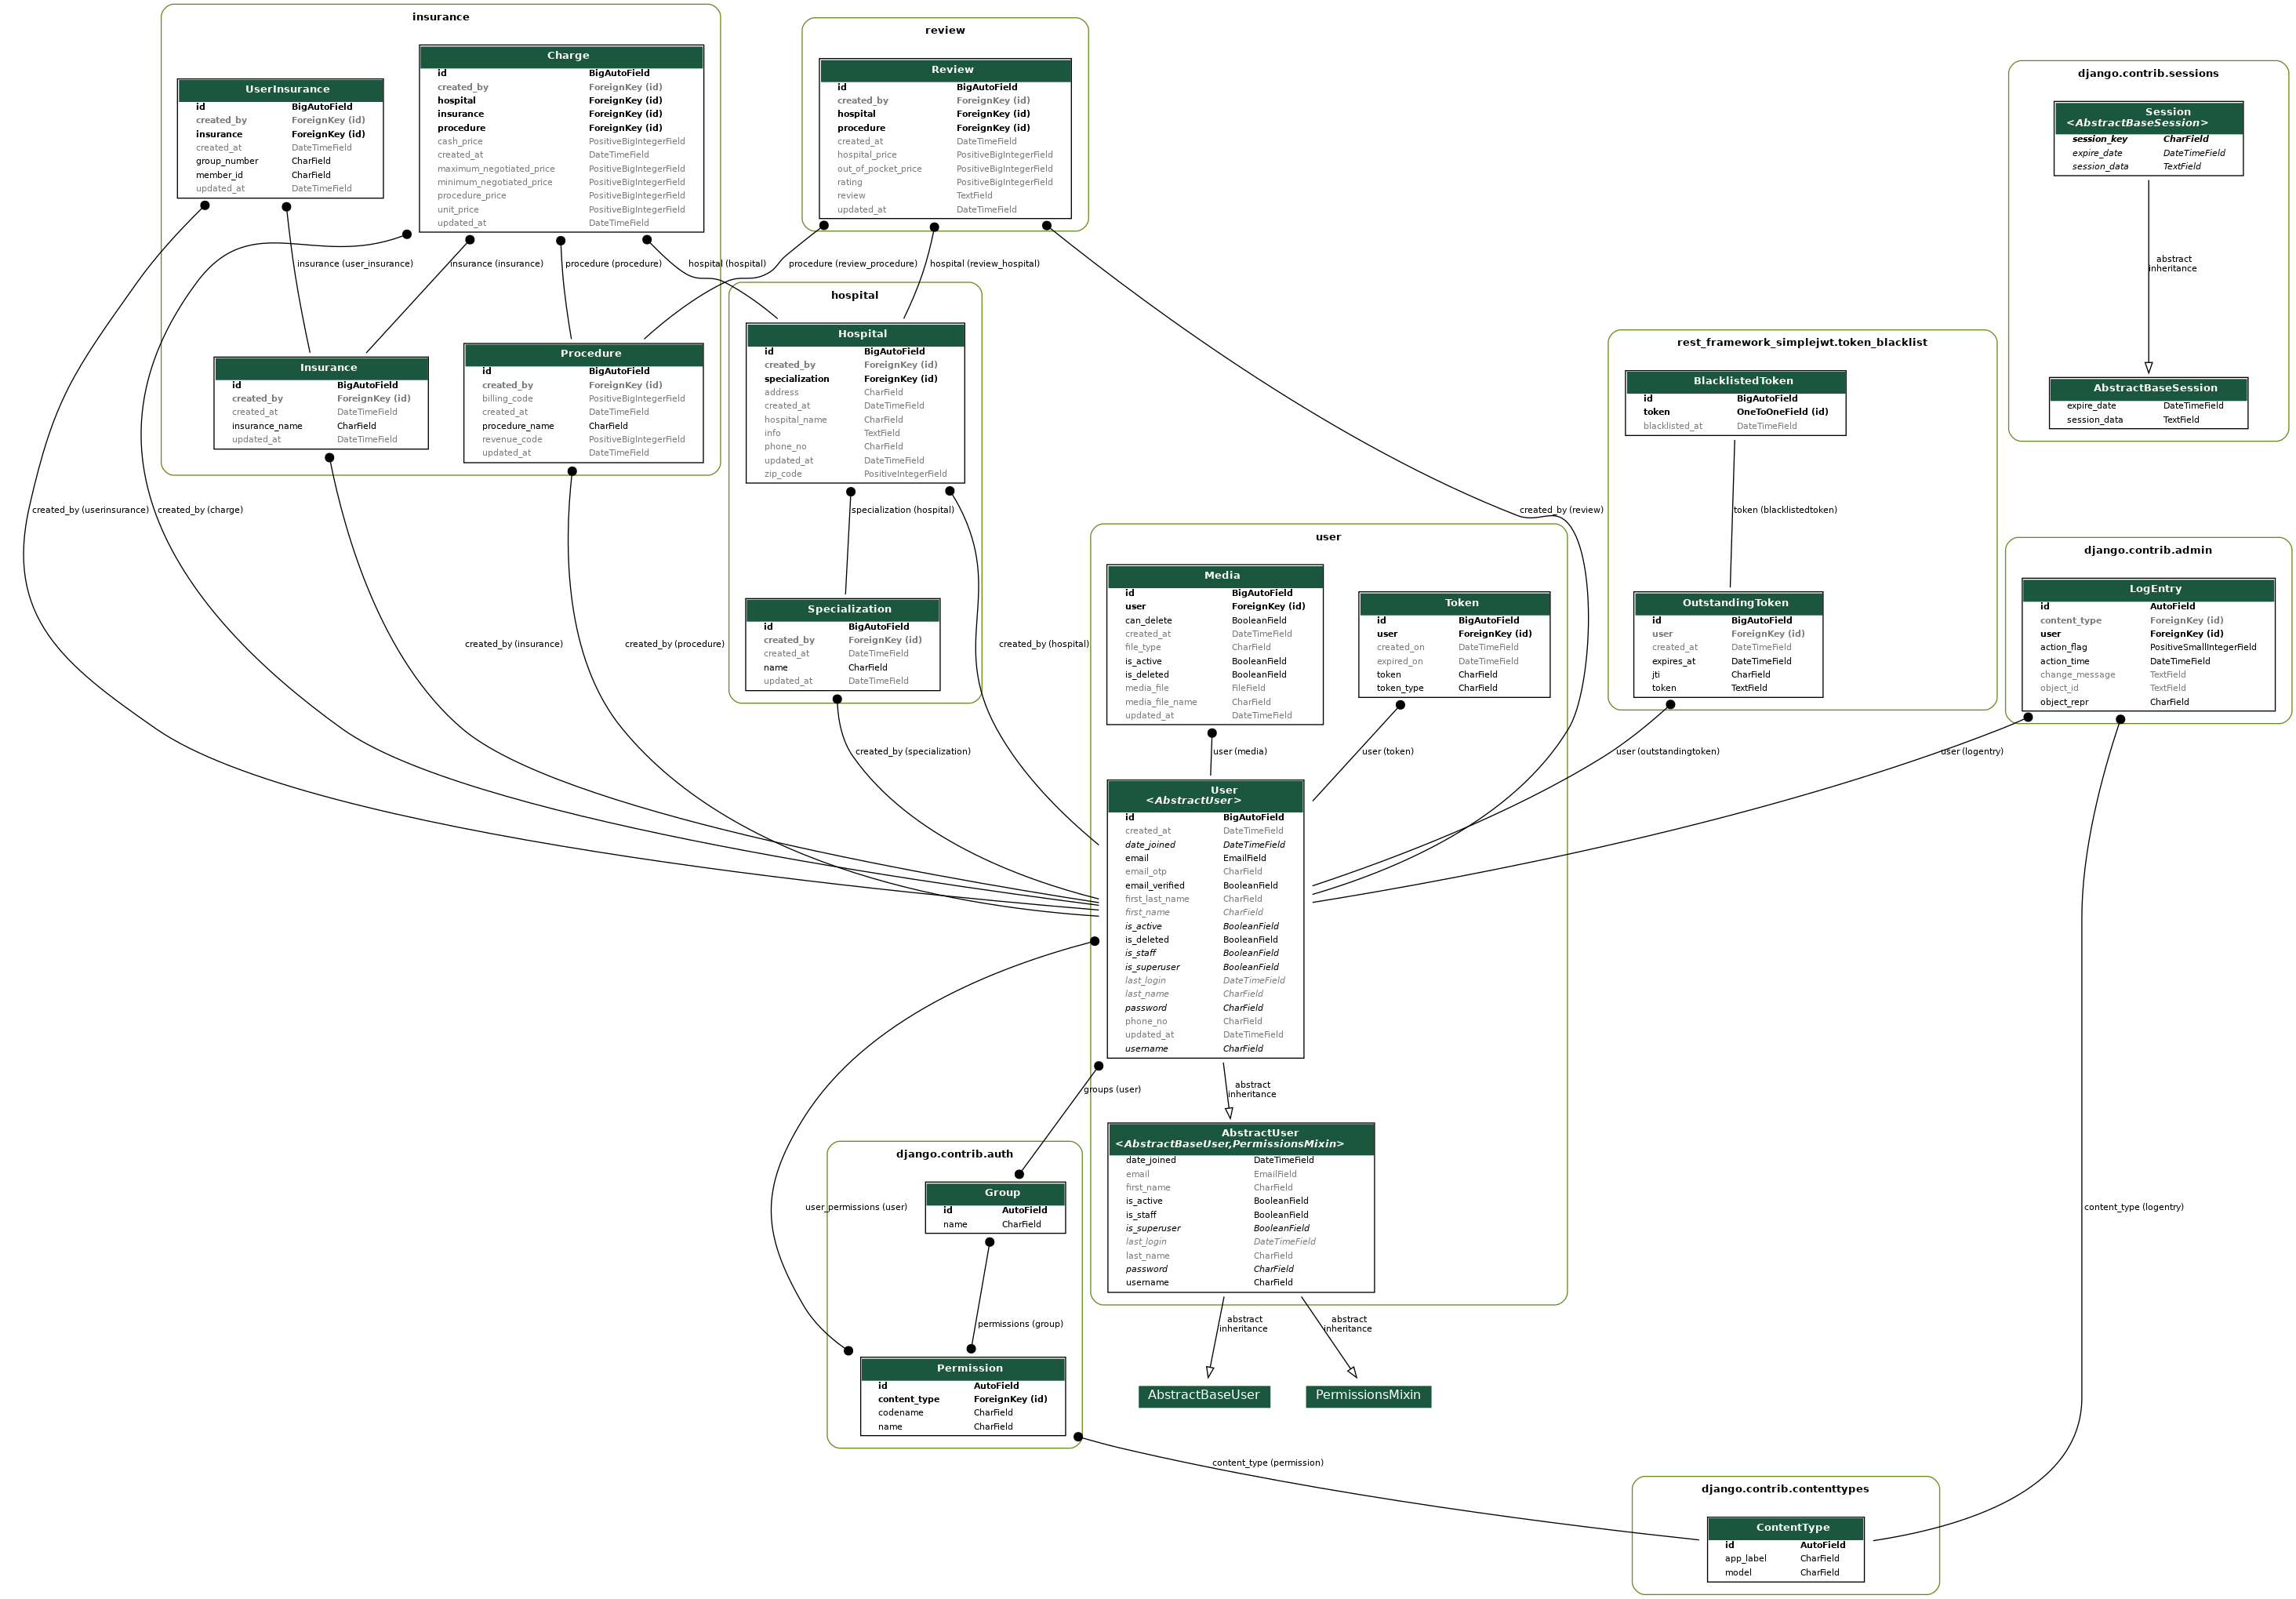 insurance
UserInsurance
id BigAutoField
created_by ForeignKey (id)
insurance ForeignKey (id)
created_at DateTimeField
group_number CharField
member_id CharField
updated_at DateTimeField
Charge
id BigAutoField
created_by ForeignKey (id)
hospital ForeignKey (id)
insurance ForeignKey (id)
procedure ForeignKey (id)
cash_price PositiveBigIntegerField
created_at DateTimeField
maximum_negotiated_price PositiveBigIntegerField
minimum_negotiated_price PositiveBigIntegerField
procedure_price PositiveBigIntegerField
unit_price PositiveBigIntegerField
updated_at DateTimeField
review
Review
id BigAutoField
created_by ForeignKey (id)
hospital ForeignKey (id)
procedure ForeignKey (id)
created_at DateTimeField
hospital_price PositiveBigIntegerField
out_of_pocket_price PositiveBigIntegerField
rating PositiveBigIntegerField
review TextField
updated_at DateTimeField
django.contrib.sessions
Session
<AbstractBaseSession>
session_key CharField
expire_date DateTimeField
session_data TextField
insurance (user_insurance)
insurance (insurance)
procedure (procedure)
hospital (hospital)
procedure (review_procedure)
hospital (review_hospital)
abstract
inheritance
Insurance
id BigAutoField
created_by ForeignKey (id)
created_at DateTimeField
insurance_name CharField
updated_at DateTimeField
Procedure
id BigAutoField
created_by ForeignKey (id)
billing_code PositiveBigIntegerField
created_at DateTimeField
procedure_name CharField
revenue_code PositiveBigIntegerField
updated_at DateTimeField
hospital
Hospital
id BigAutoField
created_by ForeignKey (id)
specialization ForeignKey (id)
address CharField
created_at DateTimeField
hospital_name CharField
info TextField
phone_no CharField
updated_at DateTimeField
zip_code PositiveIntegerField
rest_framework_simplejwt.token_blacklist
BlacklistedToken
id BigAutoField
token OneToOneField (id)
blacklisted_at DateTimeField
AbstractBaseSession
expire_date DateTimeField
session_data TextField
created_by (userinsurance)
created_by (charge)
specialization (hospital)
created_by (review)
token (blacklistedtoken)
user
Media
id BigAutoField
user ForeignKey (id)
can_delete BooleanField
created_at DateTimeField
file_type CharField
is_active BooleanField
is_deleted BooleanField
media_file FileField
media_file_name CharField
updated_at DateTimeField
Token
id BigAutoField
user ForeignKey (id)
created_on DateTimeField
expired_on DateTimeField
token CharField
token_type CharField
OutstandingToken
id BigAutoField
user ForeignKey (id)
created_at DateTimeField
expires_at DateTimeField
jti CharField
token TextField
django.contrib.admin
LogEntry
id AutoField
content_type ForeignKey (id)
user ForeignKey (id)
action_flag PositiveSmallIntegerField
action_time DateTimeField
change_message TextField
object_id TextField
object_repr CharField
Specialization
id BigAutoField
created_by ForeignKey (id)
created_at DateTimeField
name CharField
updated_at DateTimeField
created_by (insurance)
created_by (procedure)
created_by (hospital)
created_by (specialization)
user (media)
user (token)
user (outstandingtoken)
user (logentry)
User
<AbstractUser>
id BigAutoField
created_at DateTimeField
date_joined DateTimeField
email EmailField
email_otp CharField
email_verified BooleanField
first_last_name CharField
first_name CharField
is_active BooleanField
is_deleted BooleanField
is_staff BooleanField
is_superuser BooleanField
last_login DateTimeField
last_name CharField
password CharField
phone_no CharField
updated_at DateTimeField
username CharField
groups (user)
abstract
inheritance
AbstractUser
<AbstractBaseUser,PermissionsMixin>
date_joined DateTimeField
email EmailField
first_name CharField
is_active BooleanField
is_staff BooleanField
is_superuser BooleanField
last_login DateTimeField
last_name CharField
password CharField
username CharField
django.contrib.auth
Group
id AutoField
name CharField
user_permissions (user)
content_type (logentry)
permissions (group)
abstract
inheritance
abstract
inheritance
Permission
id AutoField
content_type ForeignKey (id)
codename CharField
name CharField
AbstractBaseUser
PermissionsMixin
content_type (permission)
django.contrib.contenttypes
ContentType
id AutoField
app_label CharField
model CharField